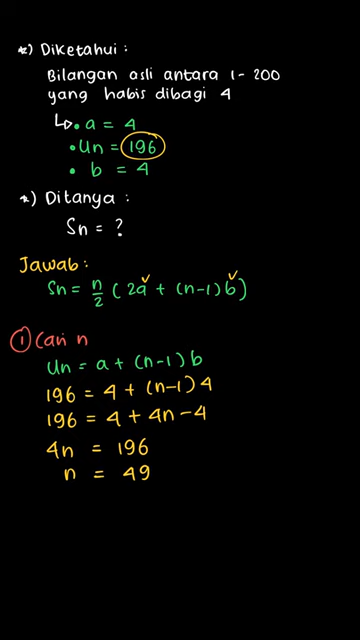 *) Diketahui :
Bilangan asli antara 1 - 200
yang habis dibagi 4
↳ • a = 4
• Un = 196
• b = 4
*) Ditanya :
Sn = ?
Jawab :
Sn = n/2 ( 2a + (n-1) b )
① Cari n
Un = a + (n-1) b
196 = 4 + (n-1) 4
196 = 4 + 4n - 4
4n = 196
n = 49